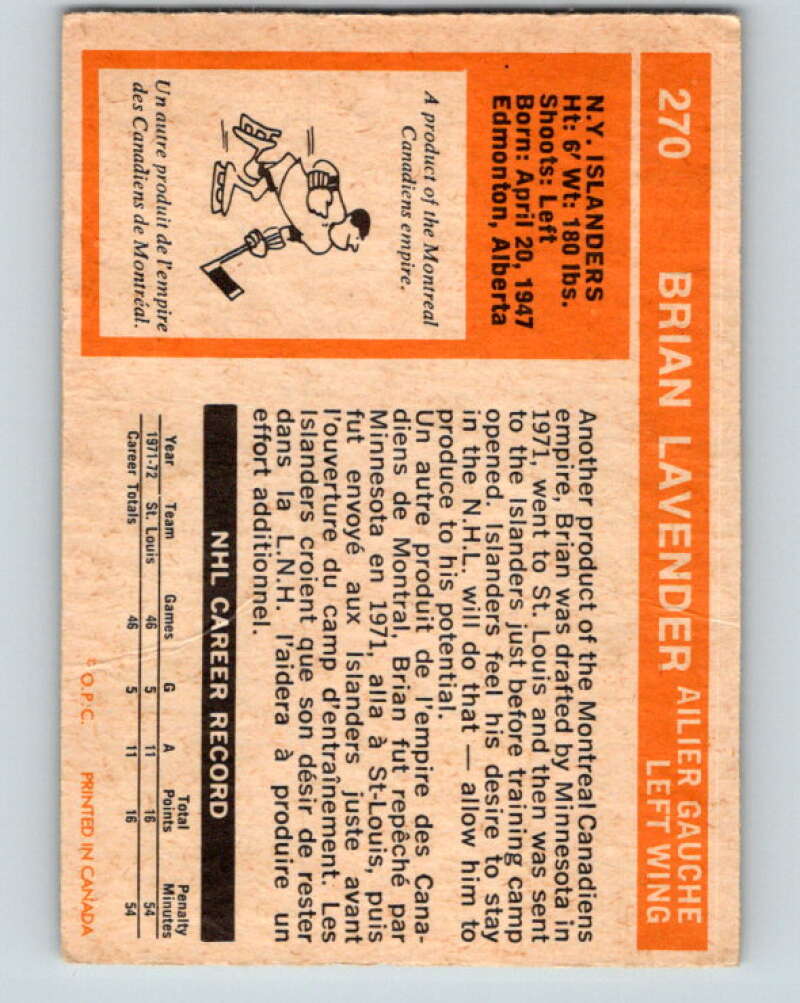 270 BRIAN LAVENDER AILIER GAUCHE
LEFT WING
N.Y. ISLANDERS
Ht: 6' Wt: 180 lbs.
Shoots: Left
Born: April 20, 1947
Edmonton, Alberta
A product of the Montreal
Canadiens empire.
Un autre produit de l'empire
des Canadiens de Montréal.
Another product of the Montreal Canadiens
empire, Brian was drafted by Minnesota in
1971, went to St. Louis and then was sent
to the Islanders just before training camp
opened. Islanders feel his desire to stay
in the N.H.L. will do that — allow him to
produce to his potential.
Un autre produit de l'empire des Cana-
diens de Montral, Brian fut repêché par
Minnesota en 1971, alla à St-Louis, puis
fut envoyé aux Islanders juste avant
l'ouverture du camp d'entraînement. Les
Islanders croient que son désir de rester
dans la L.N.H. l'aidera à produire un
effort additionnel.
NHL CAREER RECORD
Year Team Games G A Total Points Penalty Minutes
1971-72 St. Louis 46 5 11 16 54
Career Totals 46 5 11 16 54
© O.P.C. PRINTED IN CANADA